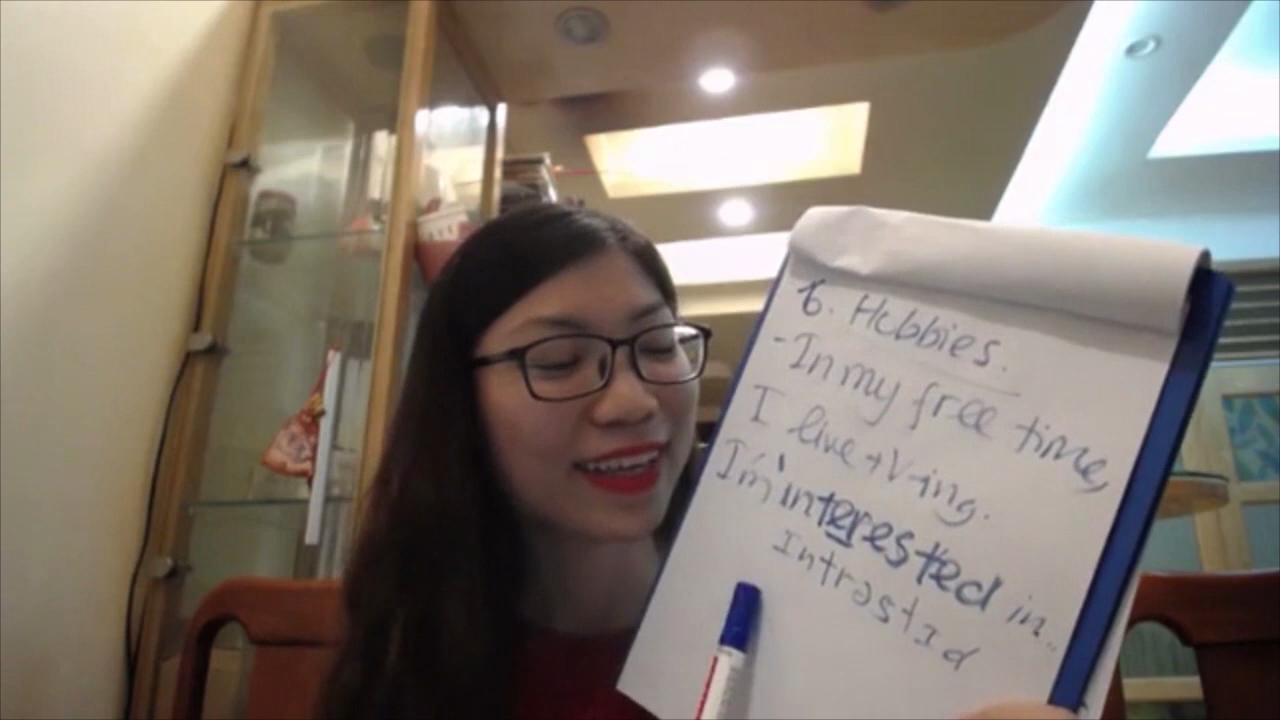 6. Hobbies.
- In my free time,
I live + V-ing.
I'm interested in...
Intrəstɪd